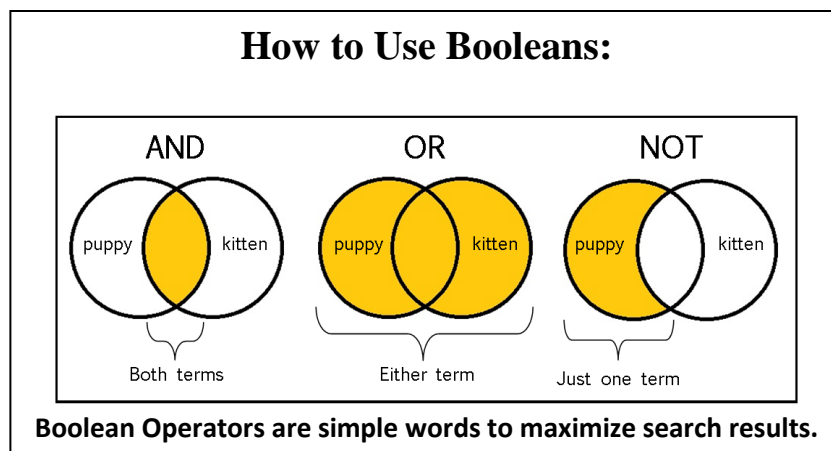 How to Use Booleans:
AND OR NOT
puppy kitten puppy kitten puppy kitten
Both terms Either term Just one term
Boolean Operators are simple words to maximize search results.